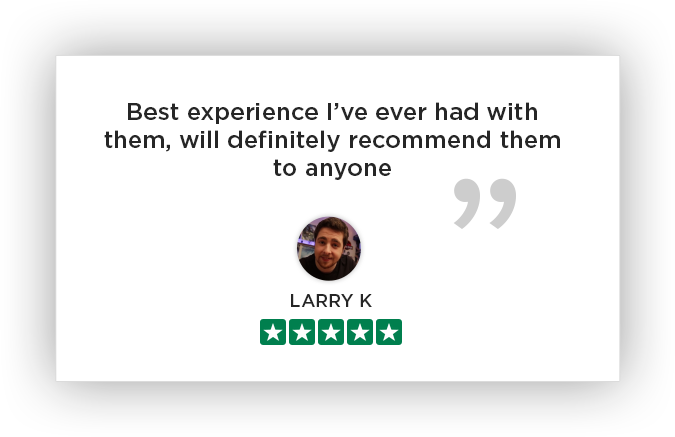 Best experience I’ve ever had with
them, will definitely recommend them
to anyone
”
LARRY K